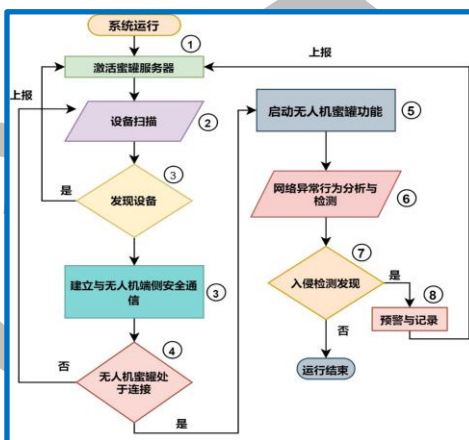 系统运行
①
激活蜜罐服务器
上报
设备扫描
②
③
是
发现设备
建立与无人机端侧安全通
信
③
④
否
无人机蜜罐处
于连接
是
上报
启动无人机蜜罐功能
⑤
网络异常行为分析与
检测
⑥
⑦
入侵检测发现
是
⑧
预警与记录
否
运行结束